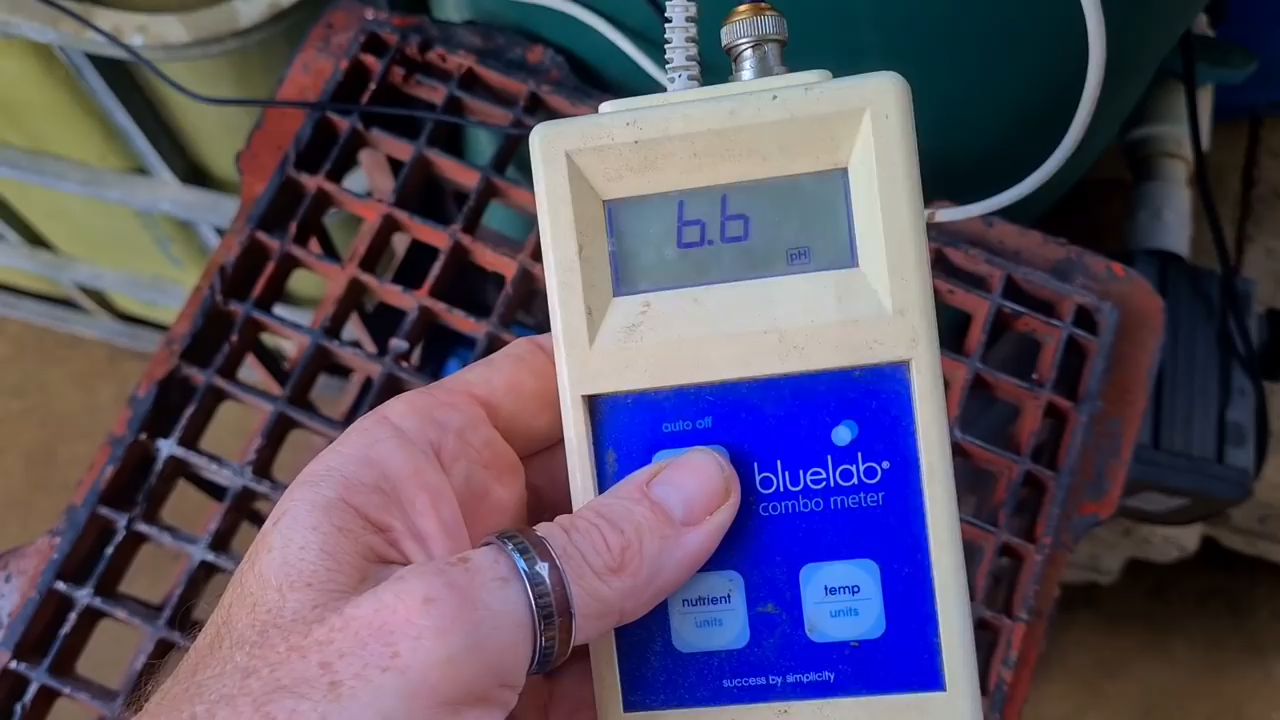 6.6
pH
auto off
bluelab®
combo meter
nutrient
units
temp
units
success by simplicity